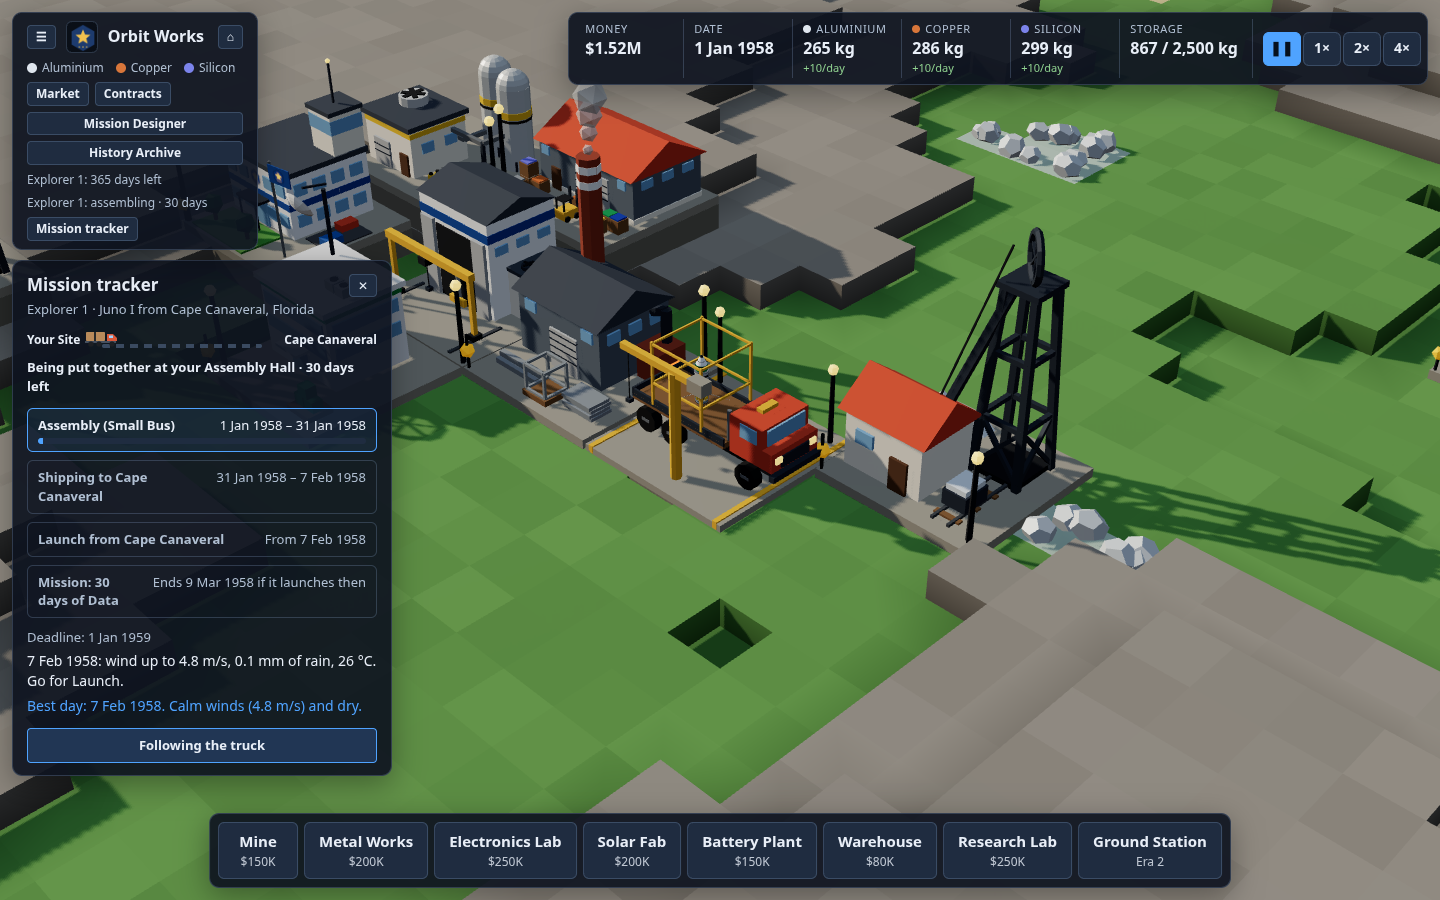 Orbit Works
Aluminium Copper Silicon
Market Contracts
Mission Designer
History Archive
Explorer 1: 365 days left
Explorer 1: assembling · 30 days
Mission tracker
MONEY
$1.52M
DATE
1 Jan 1958
ALUMINIUM
265 kg
+10/day
COPPER
286 kg
+10/day
SILICON
299 kg
+10/day
STORAGE
867 / 2,500 kg
1× 2× 4×
Mission tracker
Explorer 1 · Juno I from Cape Canaveral, Florida
Your Site Cape Canaveral
Being put together at your Assembly Hall · 30 days
left
Assembly (Small Bus) 1 Jan 1958 – 31 Jan 1958
Shipping to Cape
Canaveral
31 Jan 1958 – 7 Feb 1958
Launch from Cape Canaveral From 7 Feb 1958
Mission: 30
days of Data
Ends 9 Mar 1958 if it launches then
Deadline: 1 Jan 1959
7 Feb 1958: wind up to 4.8 m/s, 0.1 mm of rain, 26 °C.
Go for Launch.
Best day: 7 Feb 1958. Calm winds (4.8 m/s) and dry.
Following the truck
Mine
$150K
Metal Works
$200K
Electronics Lab
$250K
Solar Fab
$200K
Battery Plant
$150K
Warehouse
$80K
Research Lab
$250K
Ground Station
Era 2